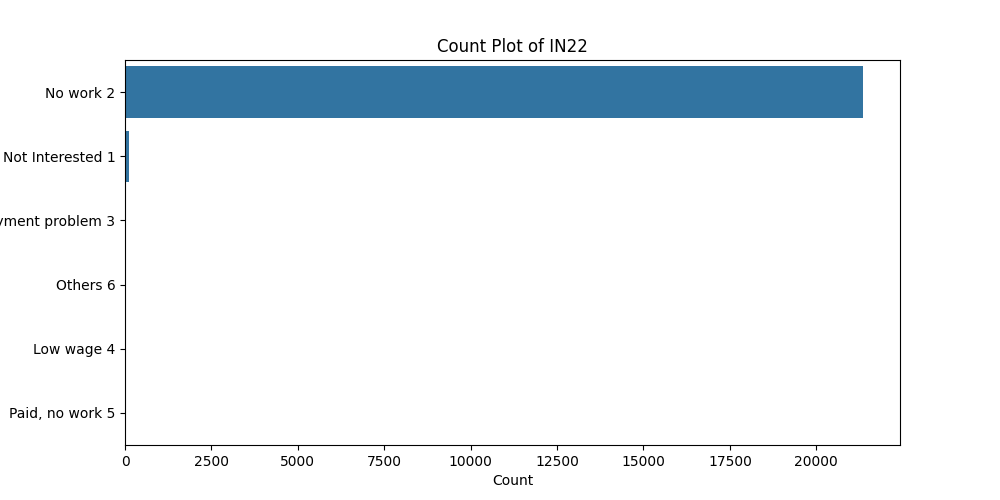 Count Plot of IN22
No work 2
Not Interested 1
problem 3
Others 6
Low wage 4
Paid, no work 5
0 2500 5000 7500 10000 12500 15000 17500 20000
Count